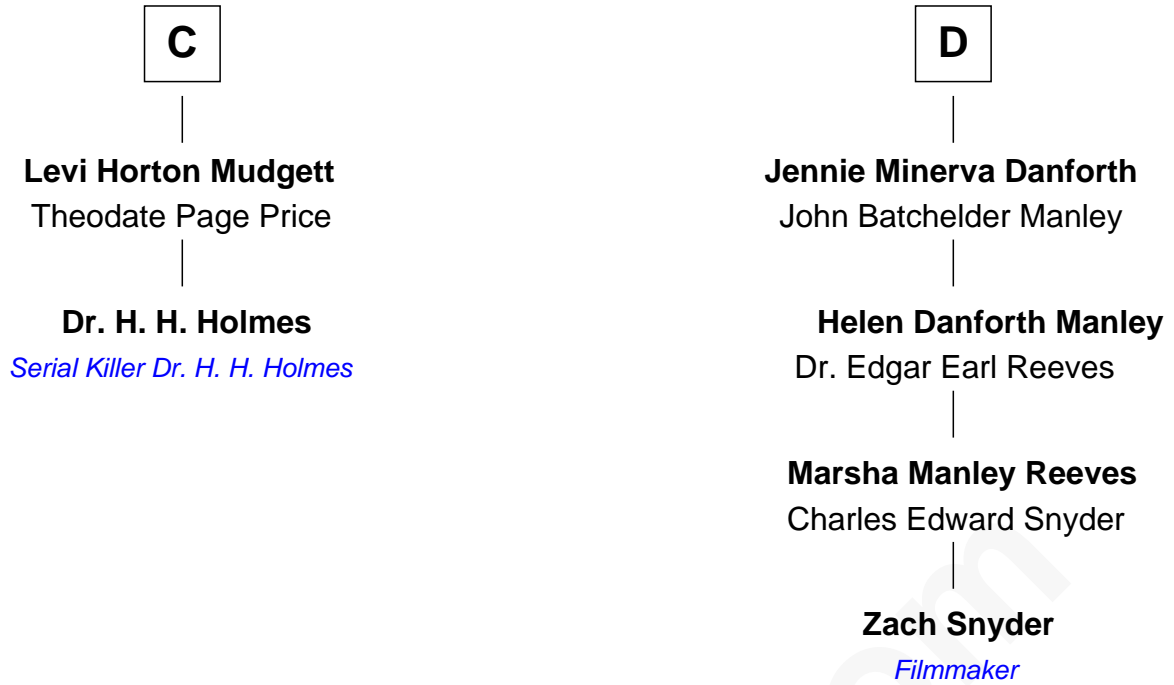 C
Levi Horton Mudgett
Theodate Page Price
Dr. H. H. Holmes
Serial Killer Dr. H. H. Holmes
D
Jennie Minerva Danforth
John Batchelder Manley
Helen Danforth Manley
Dr. Edgar Earl Reeves
Marsha Manley Reeves
Charles Edward Snyder
Zach Snyder
Filmmaker